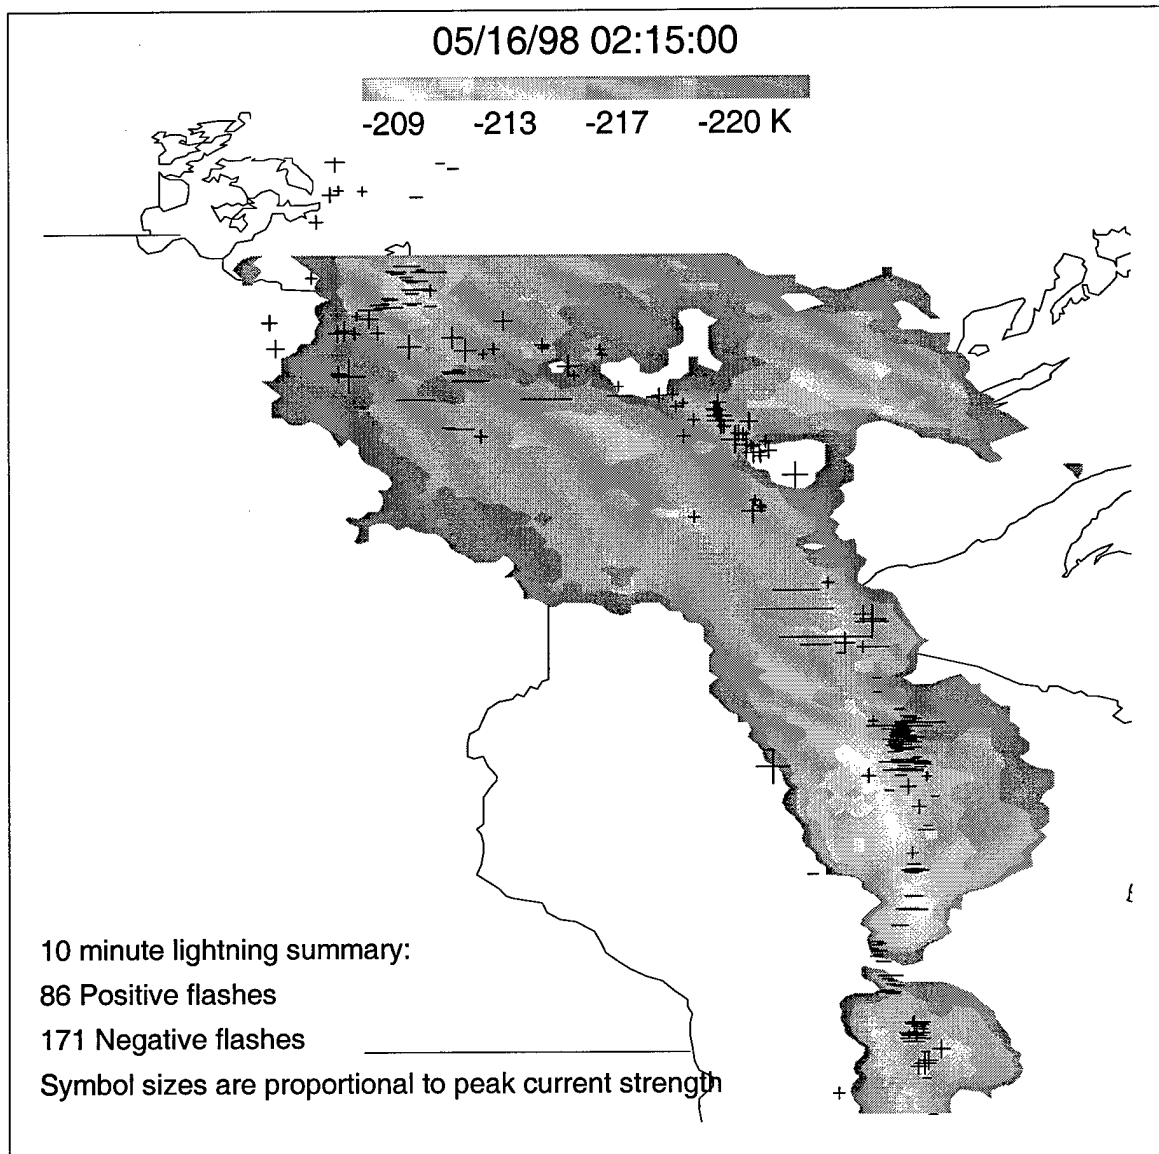 05/16/98 02:15:00
-209 -213 -217 -220 K
10 minute lightning summary:
86 Positive flashes
171 Negative flashes
Symbol sizes are proportional to peak current strength